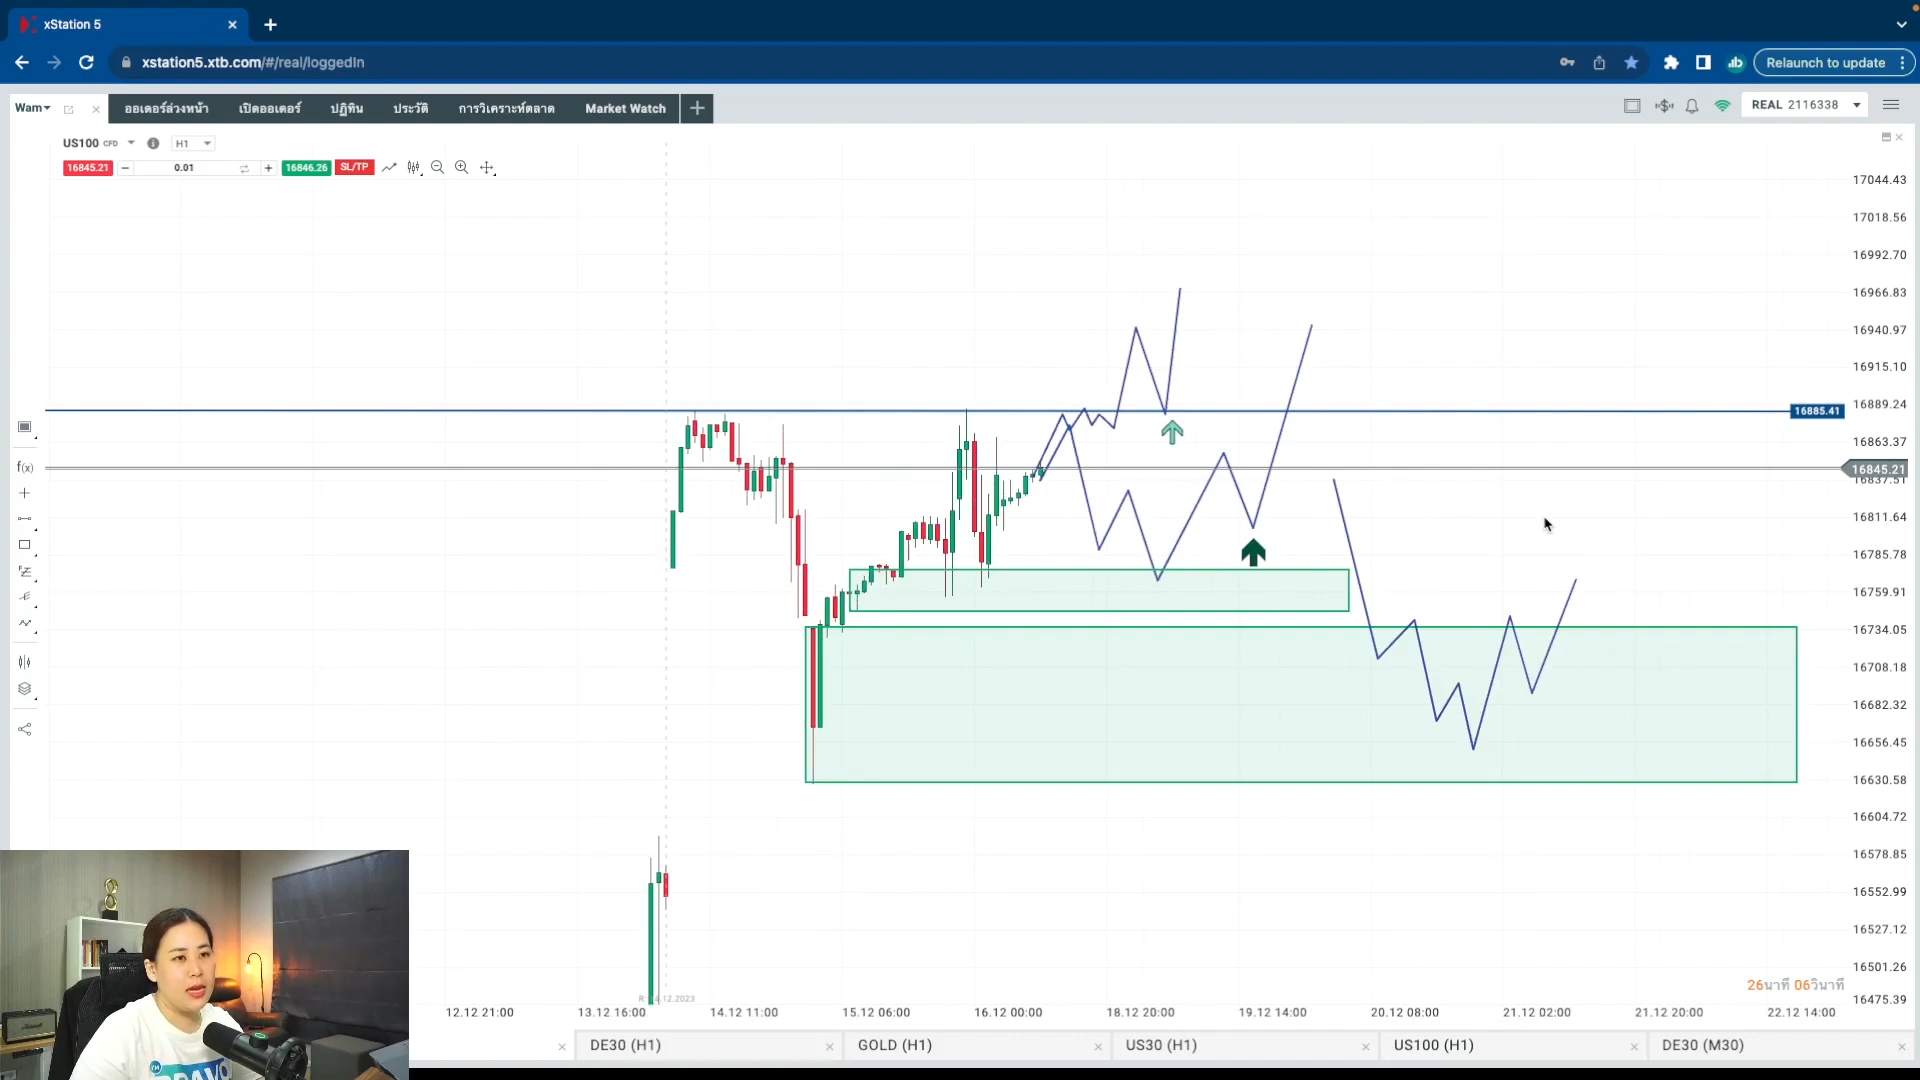 xStation 5
xstation5.xtb.com/#/real/loggedIn
Relaunch to update
Wam
ออเดอร์ล่วงหน้า
เปิดออเดอร์
ปฏิทิน
ประวัติ
การวิเคราะห์ตลาด
Market Watch
REAL 2116338
US100 CFD
H1
16845.21
0.01
16846.26
SL/TP
17044.43
17018.56
16992.70
16966.83
16940.97
16915.10
16889.24
16885.41
16863.37
16845.21
16837.51
16811.64
16785.78
16759.91
16734.05
16708.18
16682.32
16656.45
16630.58
16604.72
16578.85
16552.99
16527.12
16501.26
16475.39
f(x)
26นาที 06วินาที
12.12 21:00
13.12 16:00
14.12 11:00
15.12 06:00
16.12 00:00
18.12 20:00
19.12 14:00
20.12 08:00
21.12 02:00
21.12 20:00
22.12 14:00
DE30 (H1)
GOLD (H1)
US30 (H1)
US100 (H1)
DE30 (M30)
BRAVO